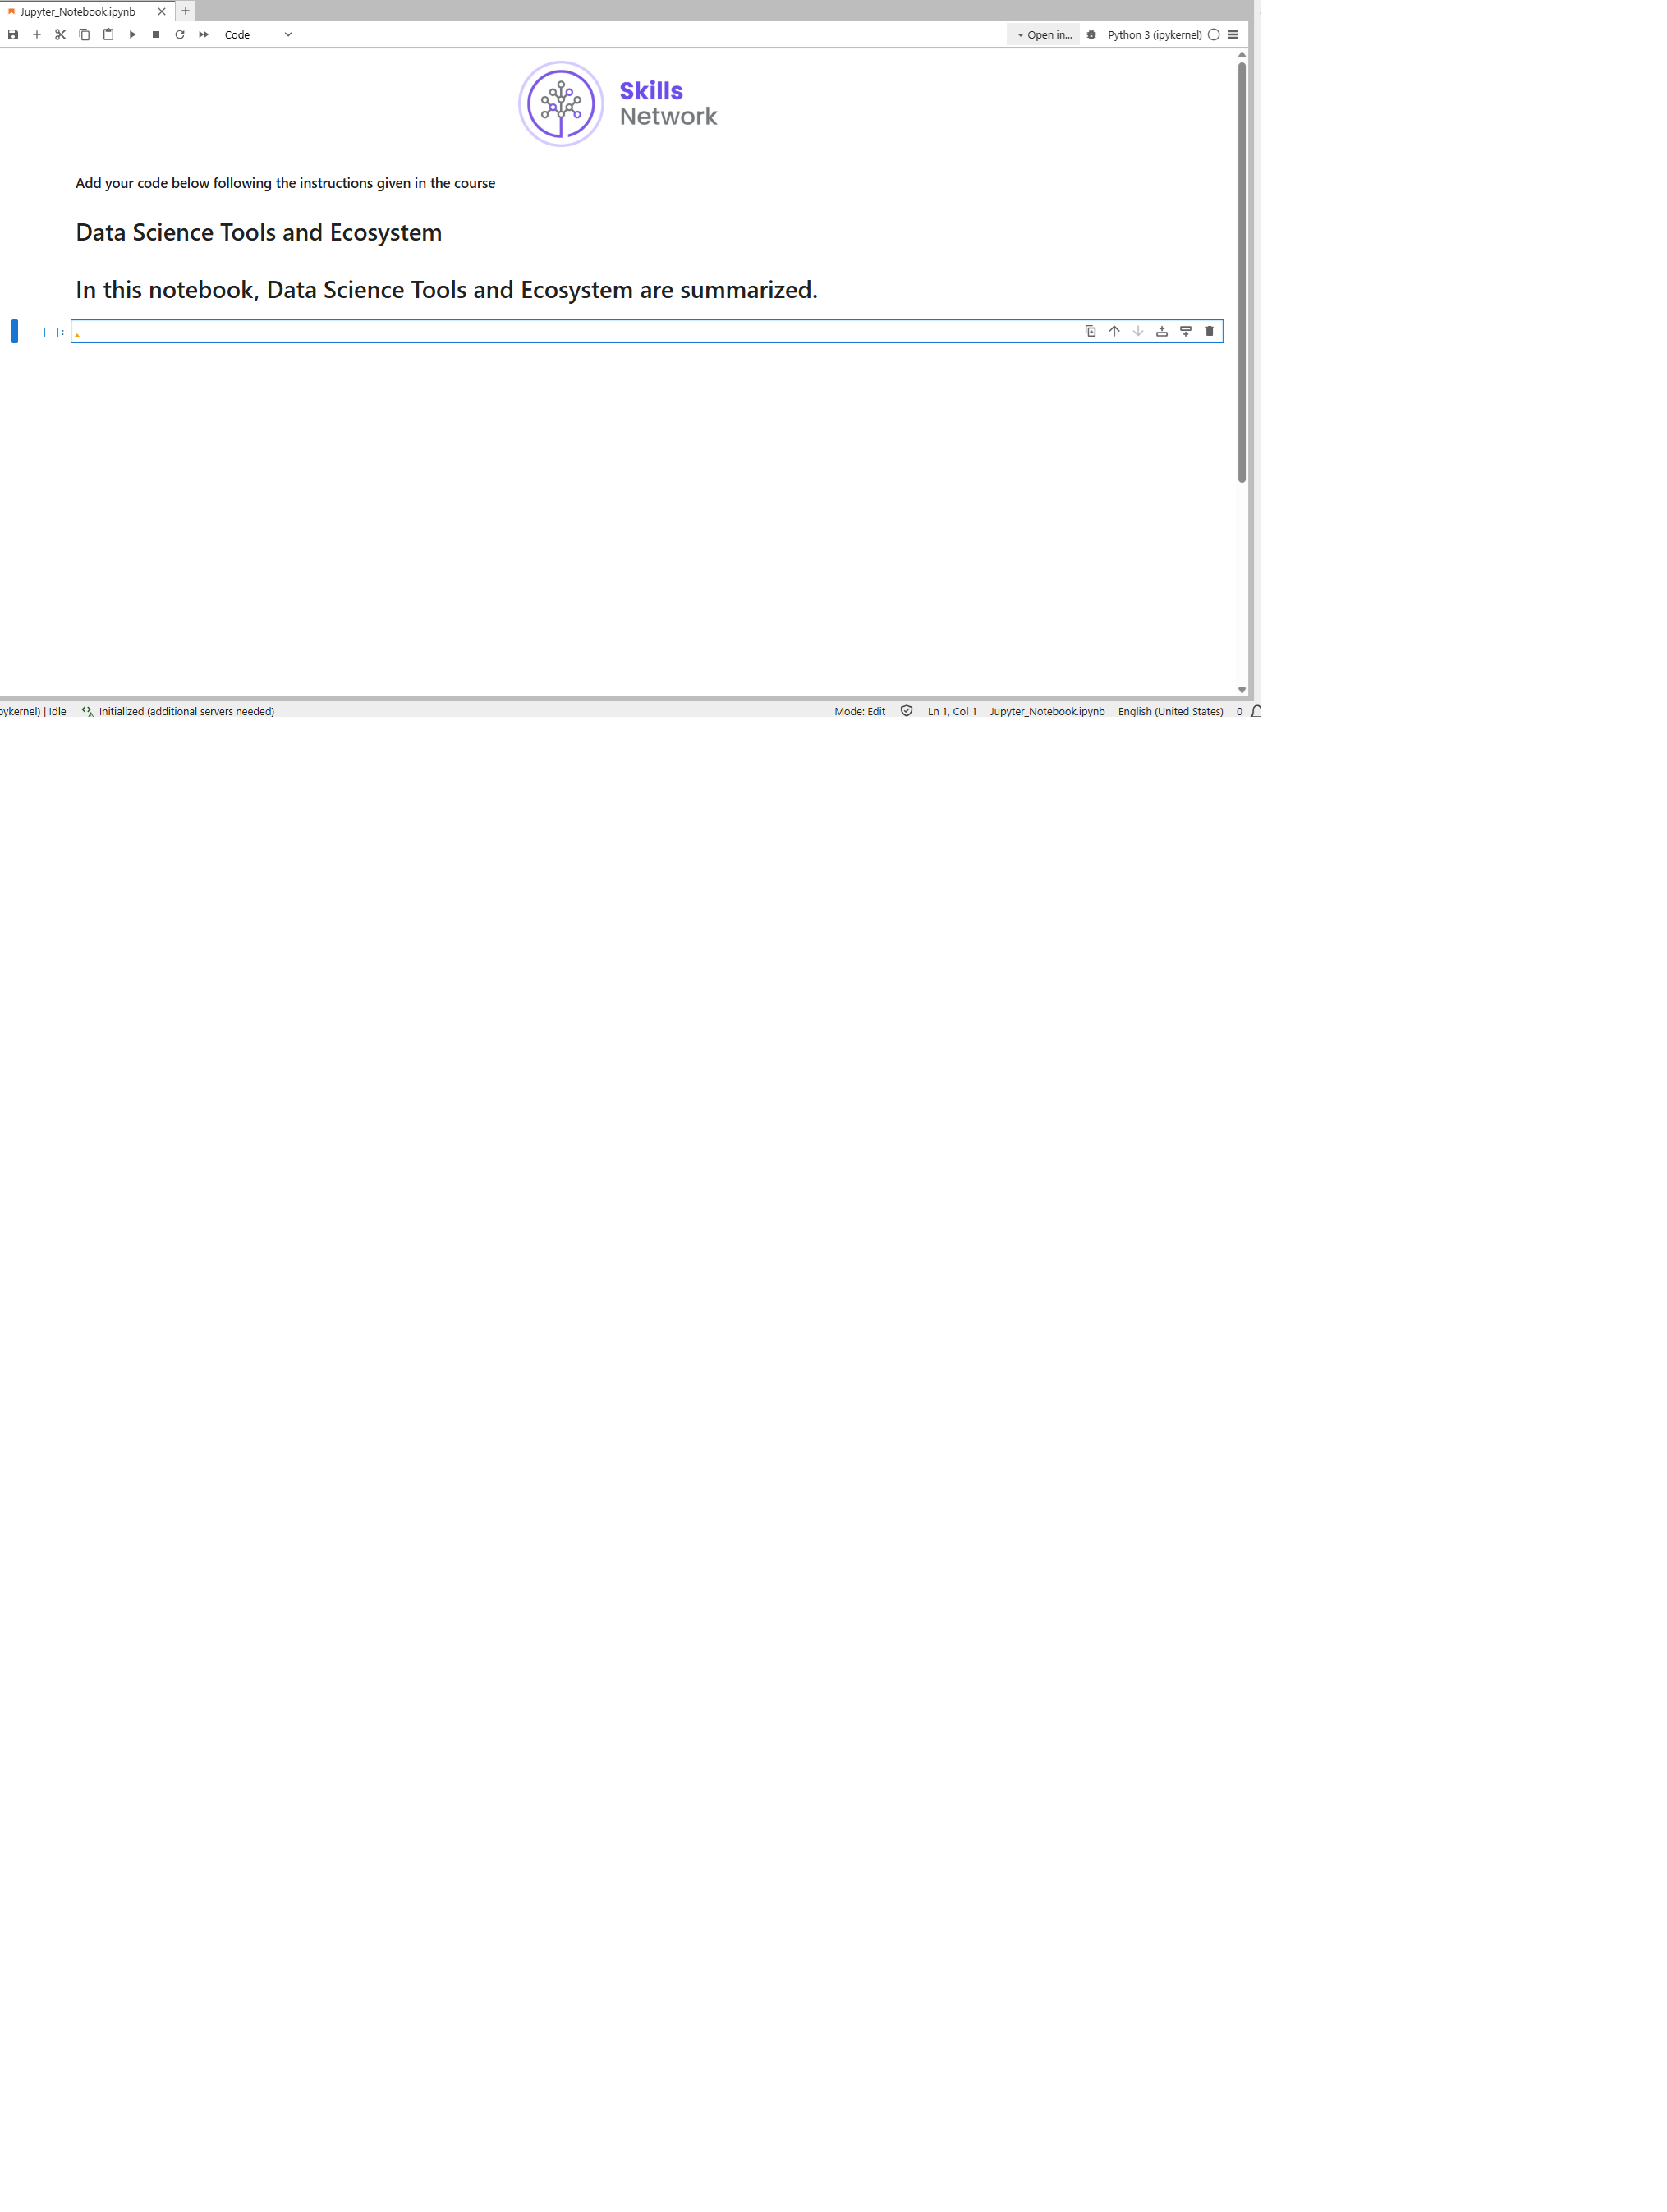 Jupyter_Notebook.ipynb
Code
Open in...
Python 3 (ipykernel)
Skills
Network
Add your code below following the instructions given in the course
Data Science Tools and Ecosystem
In this notebook, Data Science Tools and Ecosystem are summarized.
[ ]:
pykernel) | Idle
Initialized (additional servers needed)
Mode: Edit
Ln 1, Col 1
Jupyter_Notebook.ipynb
English (United States)
0